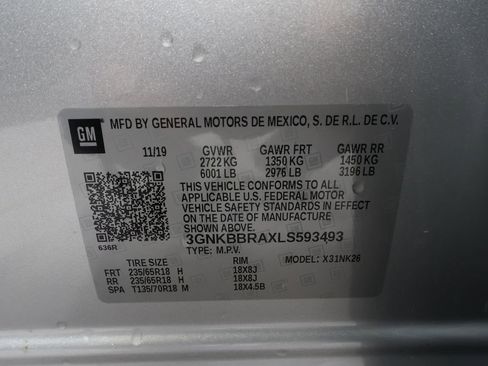 GM
MFD BY GENERAL MOTORS DE MEXICO, S. DE R.L. DE C.V.
11/19 GVWR GAWR FRT GAWR RR
2722 KG 1350 KG 1450 KG
6001 LB 2976 LB 3196 LB
THIS VEHICLE CONFORMS TO ALL
APPLICABLE U.S. FEDERAL MOTOR
VEHICLE SAFETY STANDARDS IN
EFFECT ON THE DATE OF
MANUFACTURE SHOWN ABOVE.
3GNKBBRAXLS593493
636R TYPE: M.P.V.
TIRE SIZE RIM MODEL: X31NK26
FRT 235/65R18 H 18X8J
RR 235/65R18 H 18X8J
SPA T135/70R18 M 18X4.5B